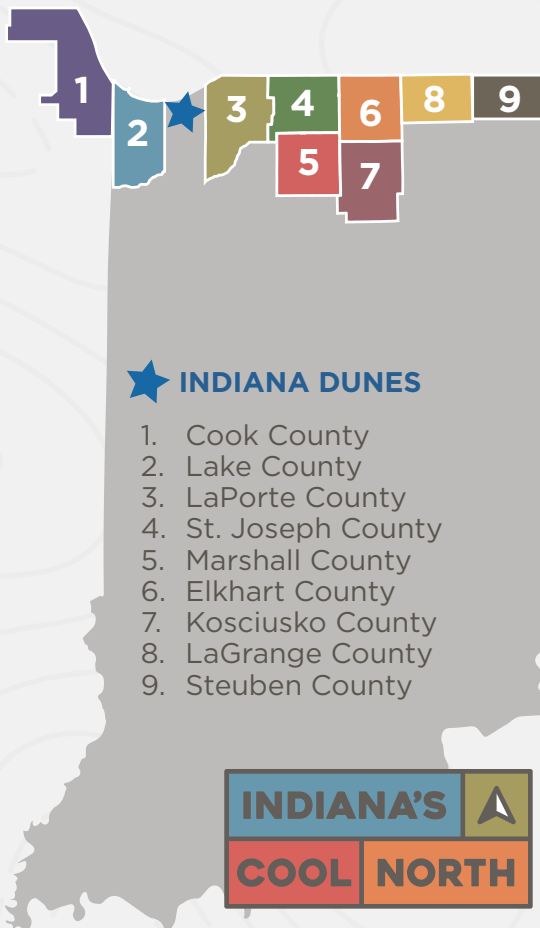 1
2
3
4
5
6
7
8
9
INDIANA DUNES
1. Cook County
2. Lake County
3. LaPorte County
4. St. Joseph County
5. Marshall County
6. Elkhart County
7. Kosciusko County
8. LaGrange County
9. Steuben County
INDIANA'S
COOL NORTH